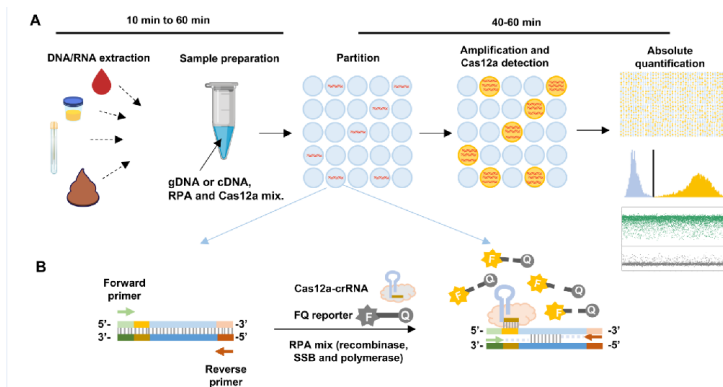 A
10 min to 60 min
40-60 min
DNA/RNA extraction
Sample preparation
Partition
Amplification and
Cas12a detection
Absolute
quantification
gDNA or cDNA,
RPA and Cas12a mix.
B
Forward
primer
5'-
-3'
3'-
-5'
Reverse
primer
Cas12a-crRNA
FQ reporter
F
Q
RPA mix (recombinase,
SSB and polymerase)
F
Q
F
Q
F
Q
F
Q
5'-
-3'
3'-
-5'